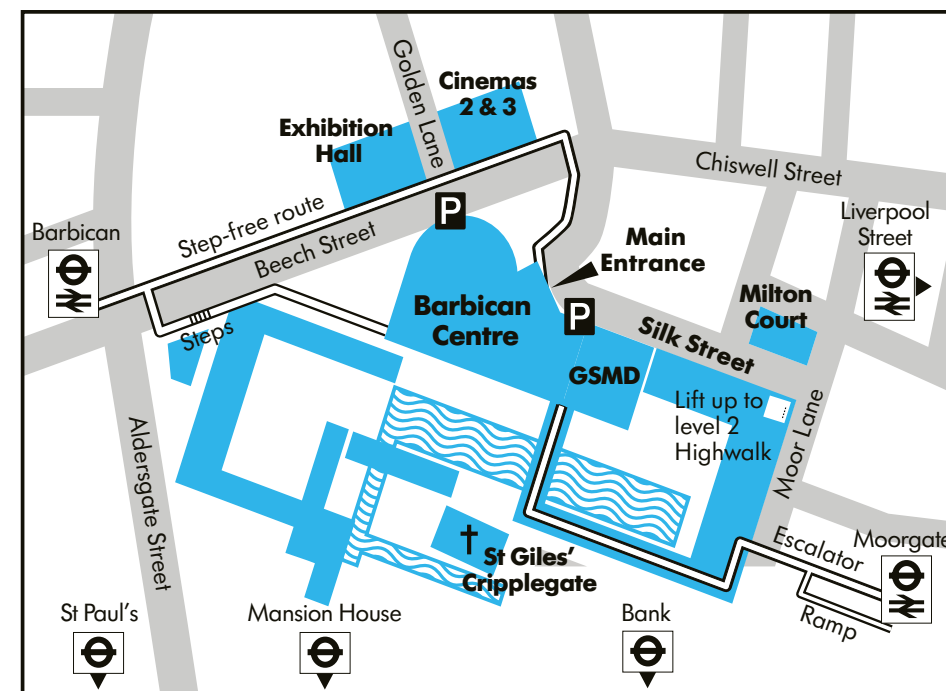 Golden Lane
Cinemas
2 & 3
Exhibition
Hall
Chiswell Street
Step-free route
P
Beech Street
Barbican
Liverpool
Street
Main
Entrance
Barbican
Centre
P
Milton
Court
Silk Street
Steps
GSMD
Lift up to
level 2
Highwalk
Moor Lane
Aldersgate Street
St Giles'
Cripplegate
Escalator
Moorgate
Ramp
St Paul's
Mansion House
Bank